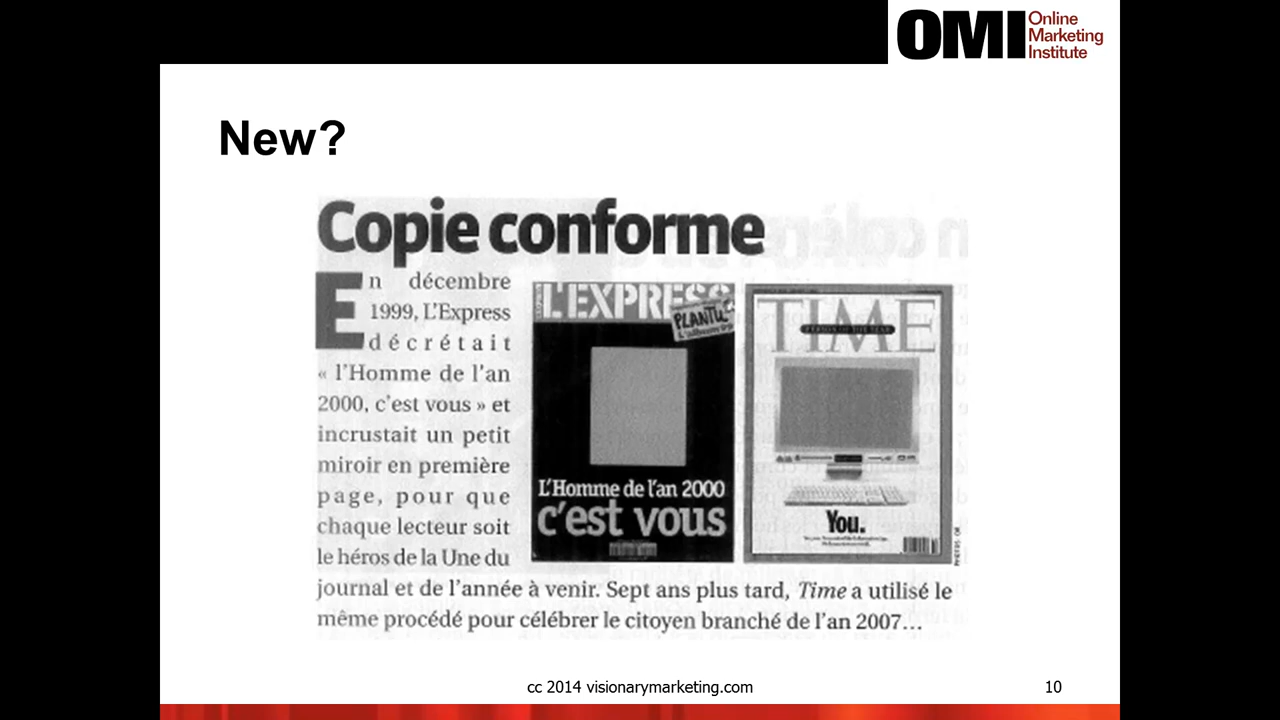 OMI Online
Marketing
Institute
New?
Copie conforme
En décembre
1999, L'Express
décrétait
« l'Homme de l'an
2000, c'est vous » et
incrustait un petit
miroir en première
page, pour que
chaque lecteur soit
le héros de la Une du
journal et de l'année à venir. Sept ans plus tard, Time a utilisé le
même procédé pour célébrer le citoyen branché de l'an 2007…
L'EXPRESS
PLANTU
L'Homme de l'an 2000
c'est vous
TIME
PERSON OF THE YEAR
You.
cc 2014 visionarymarketing.com
10